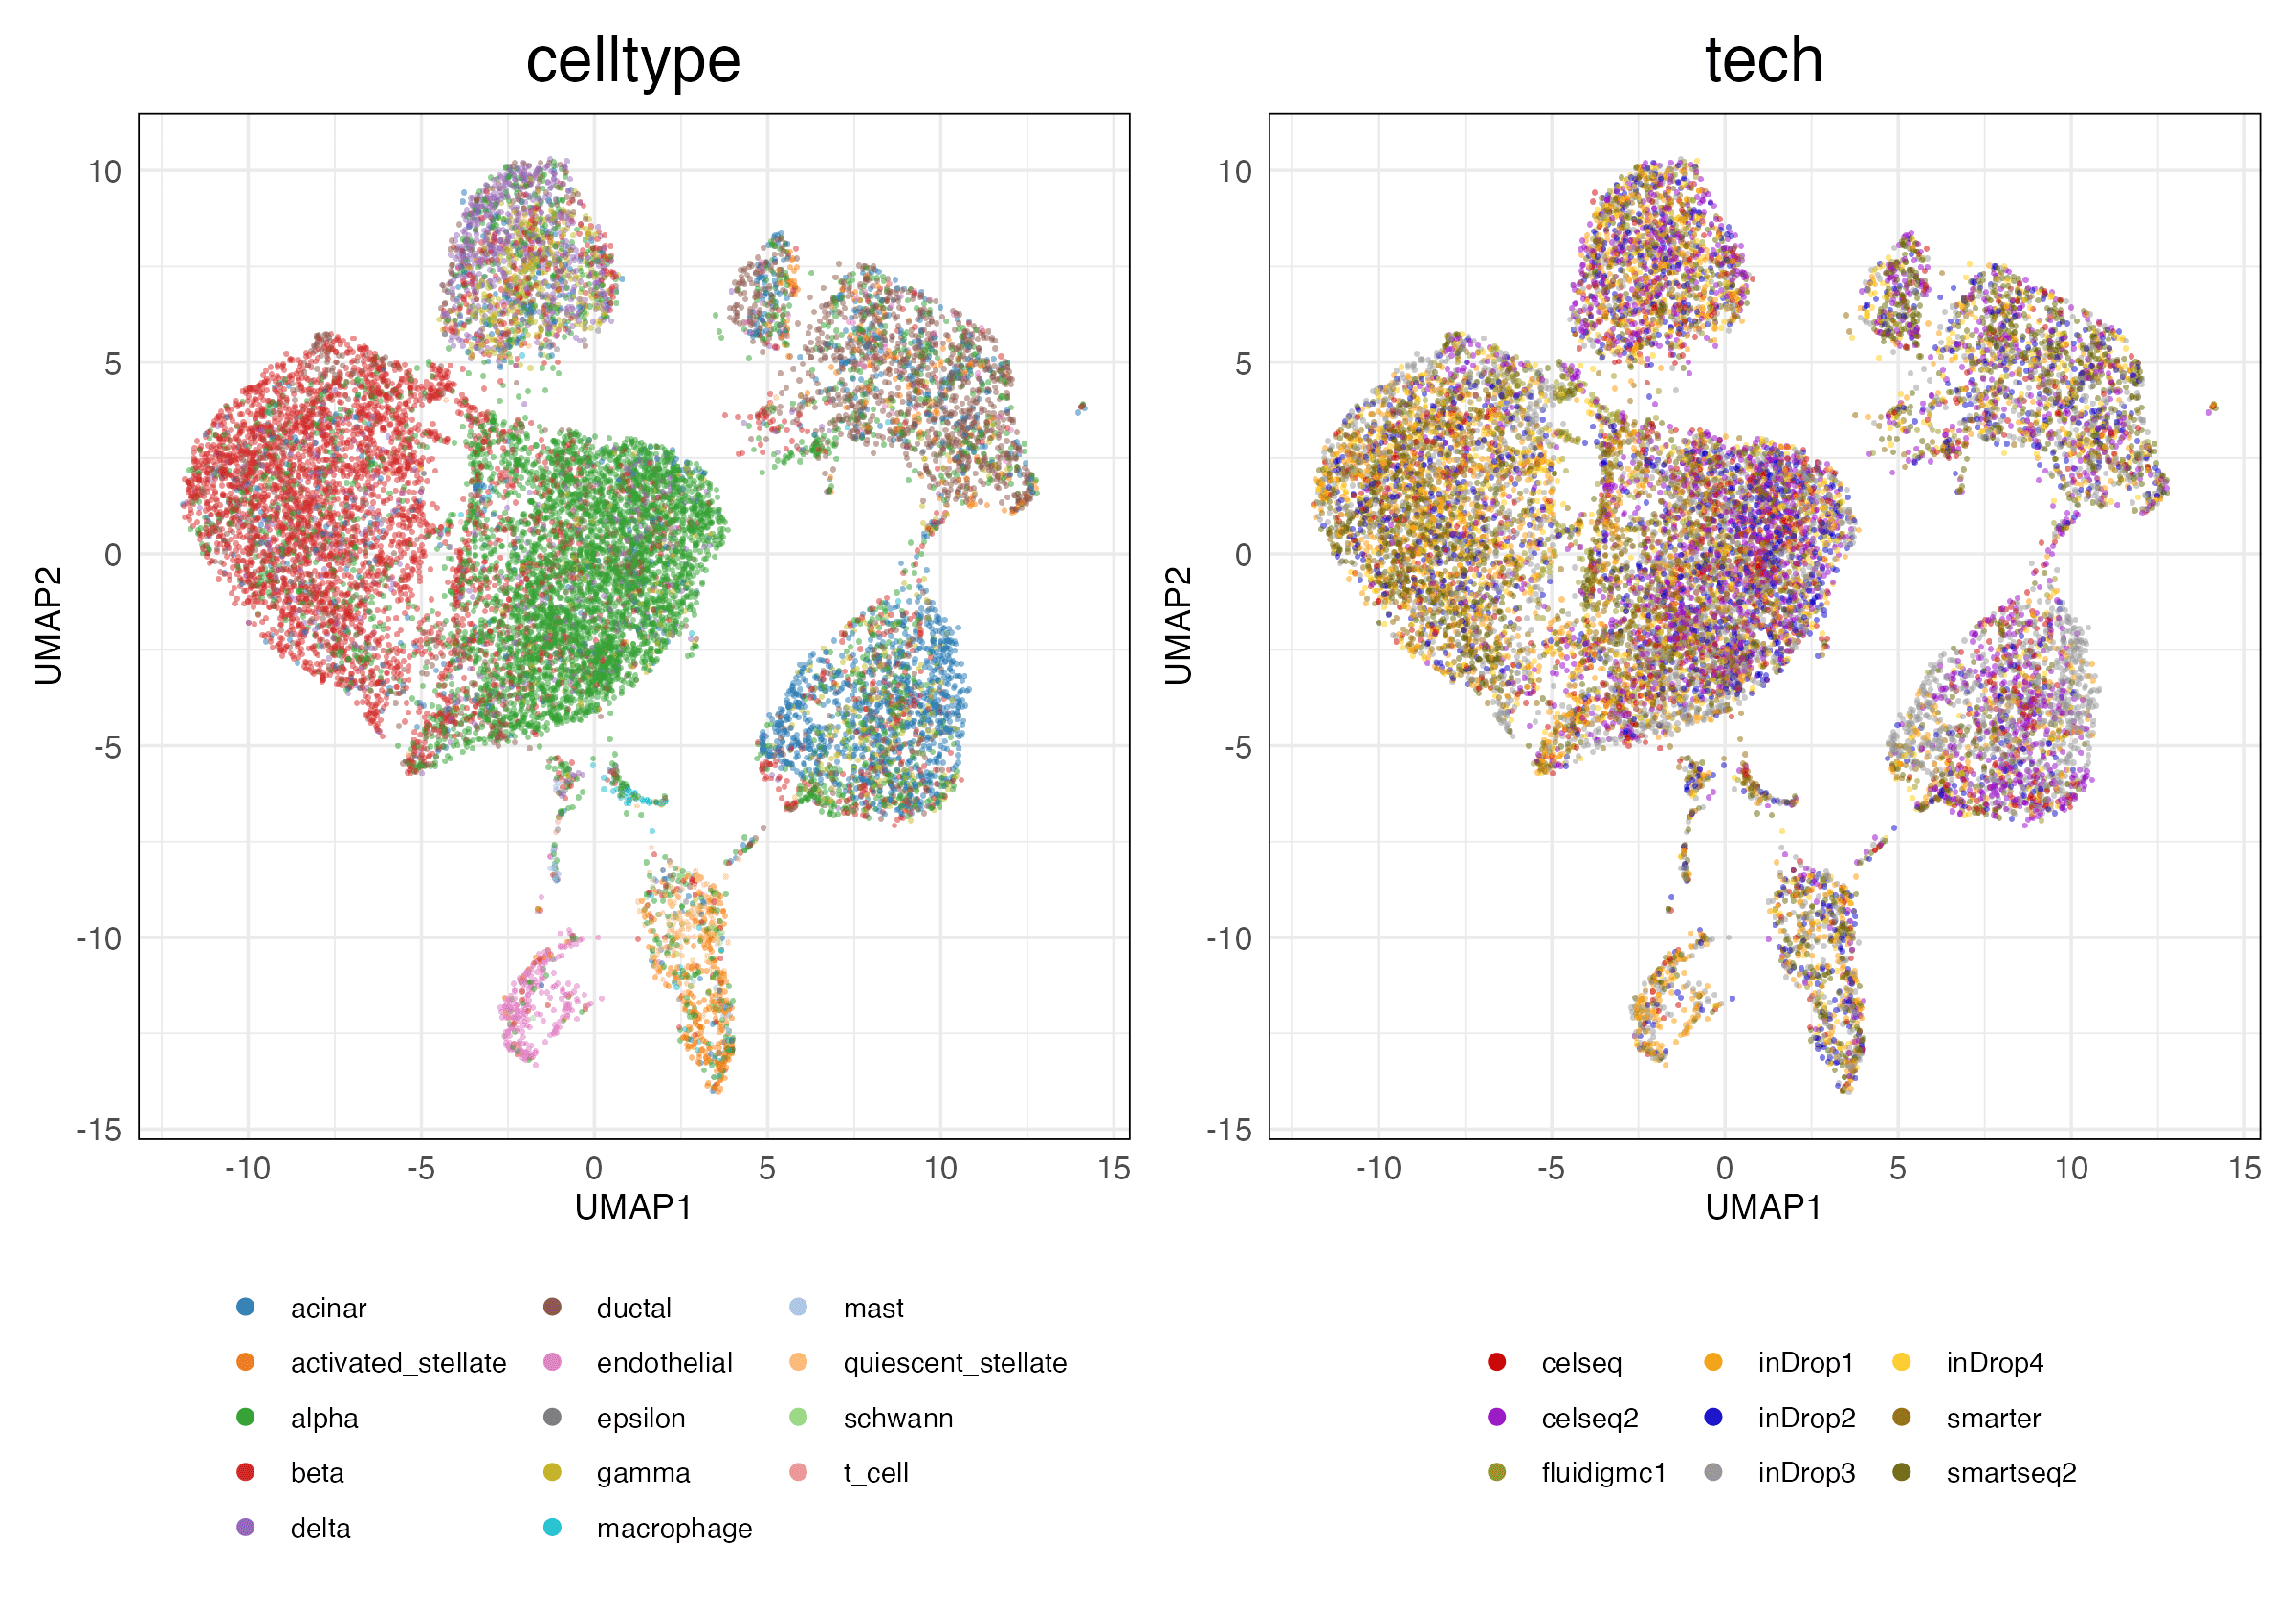 celltype
tech
10
5
0
-5
-10
-15
UMAP2
-10 -5 0 5 10 15
UMAP1
10
5
0
-5
-10
-15
UMAP2
-10 -5 0 5 10 15
UMAP1
acinar ductal mast
activated_stellate endothelial quiescent_stellate
alpha epsilon schwann
beta gamma t_cell
delta macrophage
celseq inDrop1 inDrop4
celseq2 inDrop2 smarter
fluidigmc1 inDrop3 smartseq2